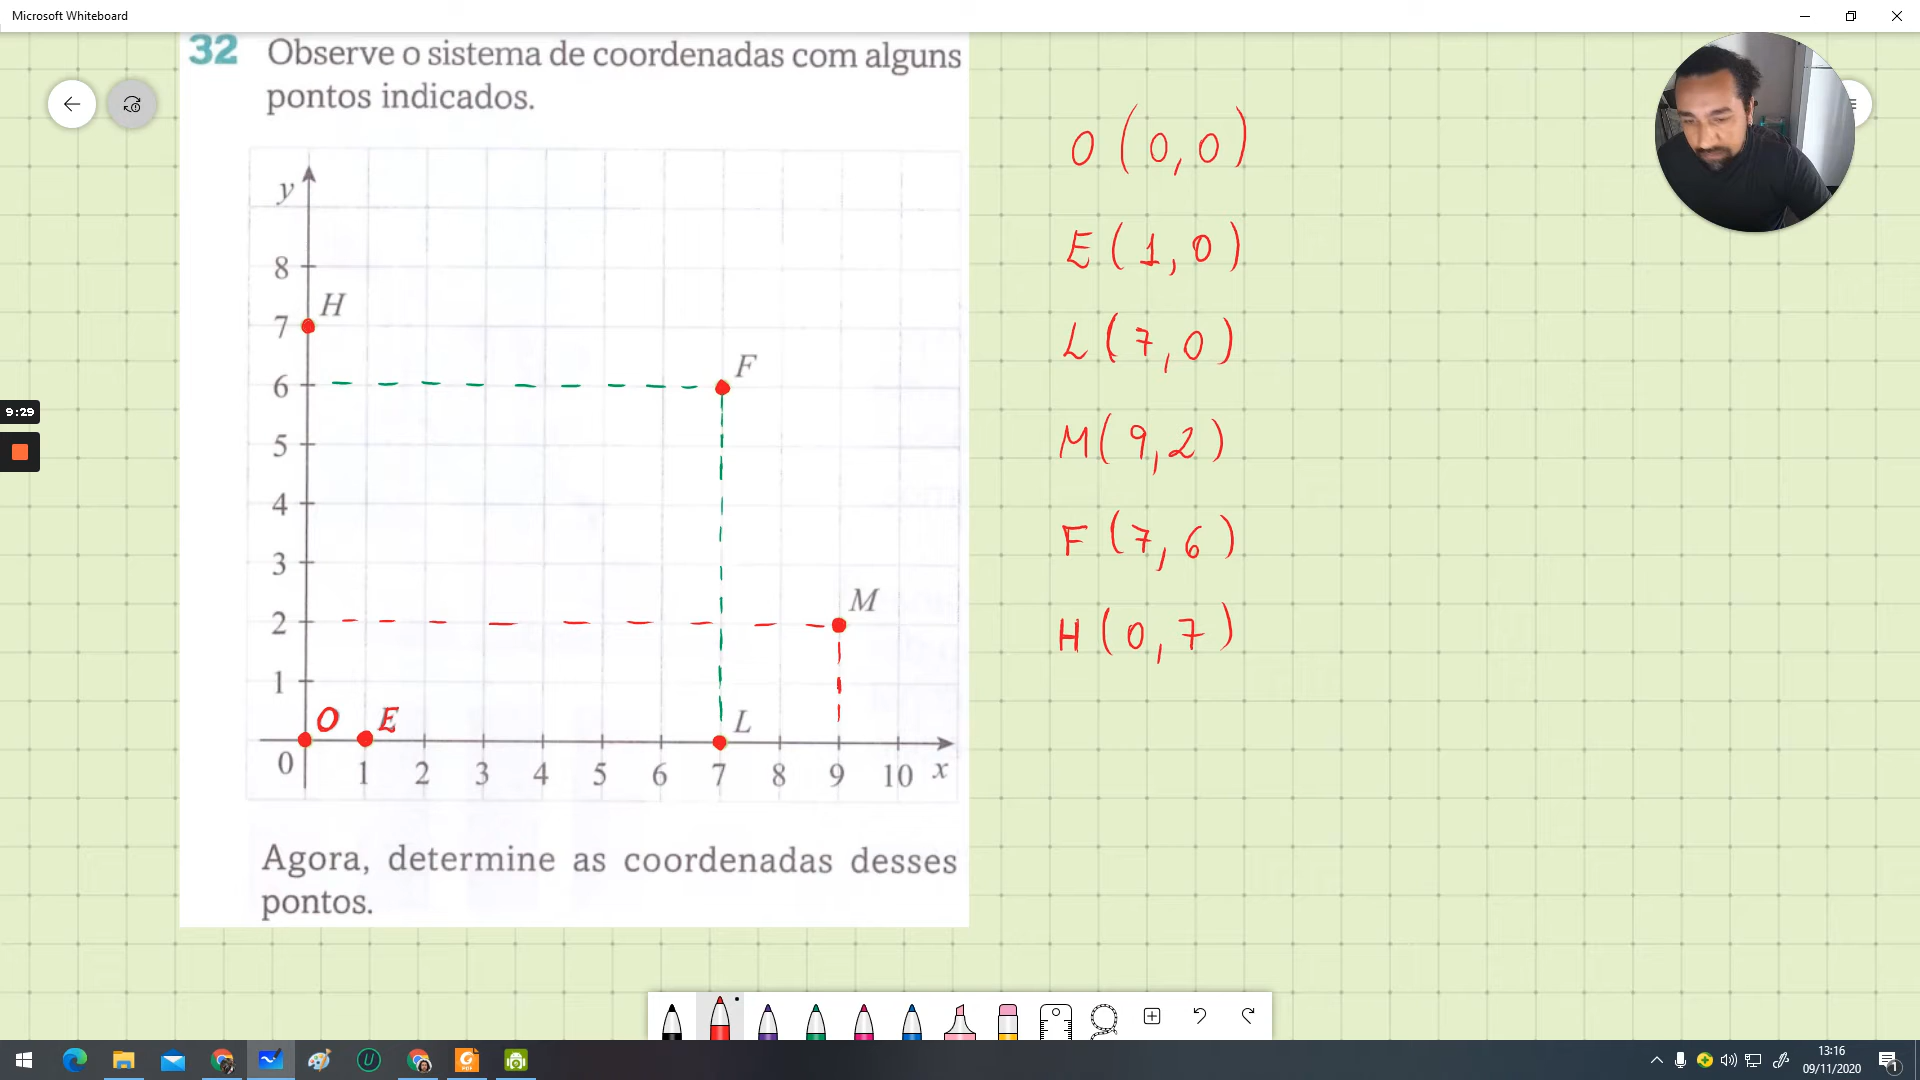 Microsoft Whiteboard
32 Observe o sistema de coordenadas com alguns
pontos indicados.
y
8
7
6
5
4
3
2
1
0
H
F
M
O
E
L
1 2 3 4 5 6 7 8 9 10 x
Agora, determine as coordenadas desses
pontos.
O (0,0)
E (1,0)
L (7,0)
M (9,2)
F (7,6)
H (0,7)
9:29
13:16
09/11/2020
1